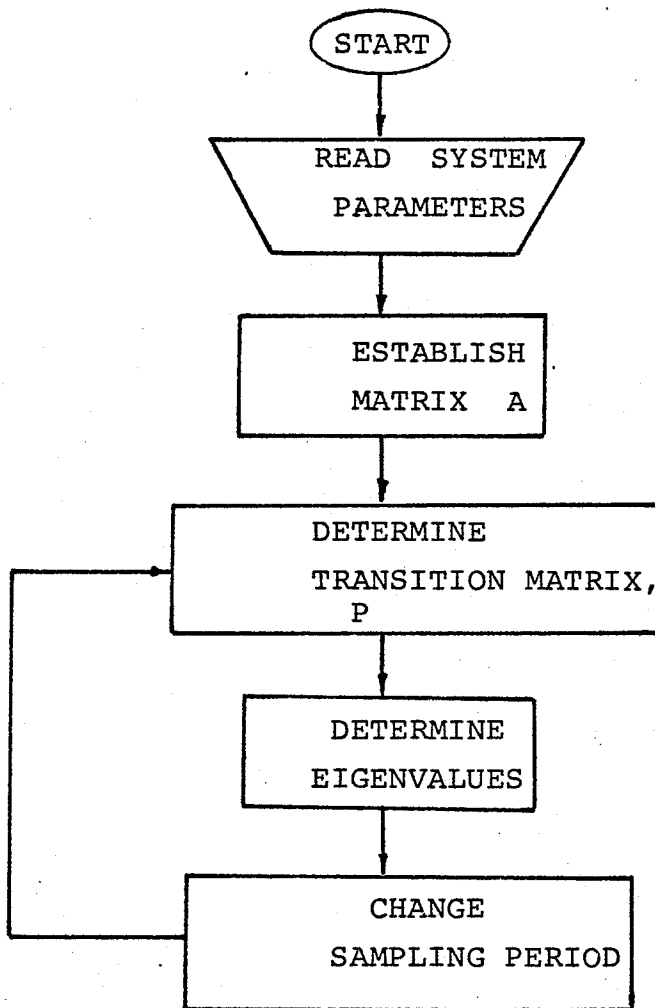 START
READ SYSTEM
PARAMETERS
ESTABLISH
MATRIX A
DETERMINE
TRANSITION MATRIX,
P
DETERMINE
EIGENVALUES
CHANGE
SAMPLING PERIOD